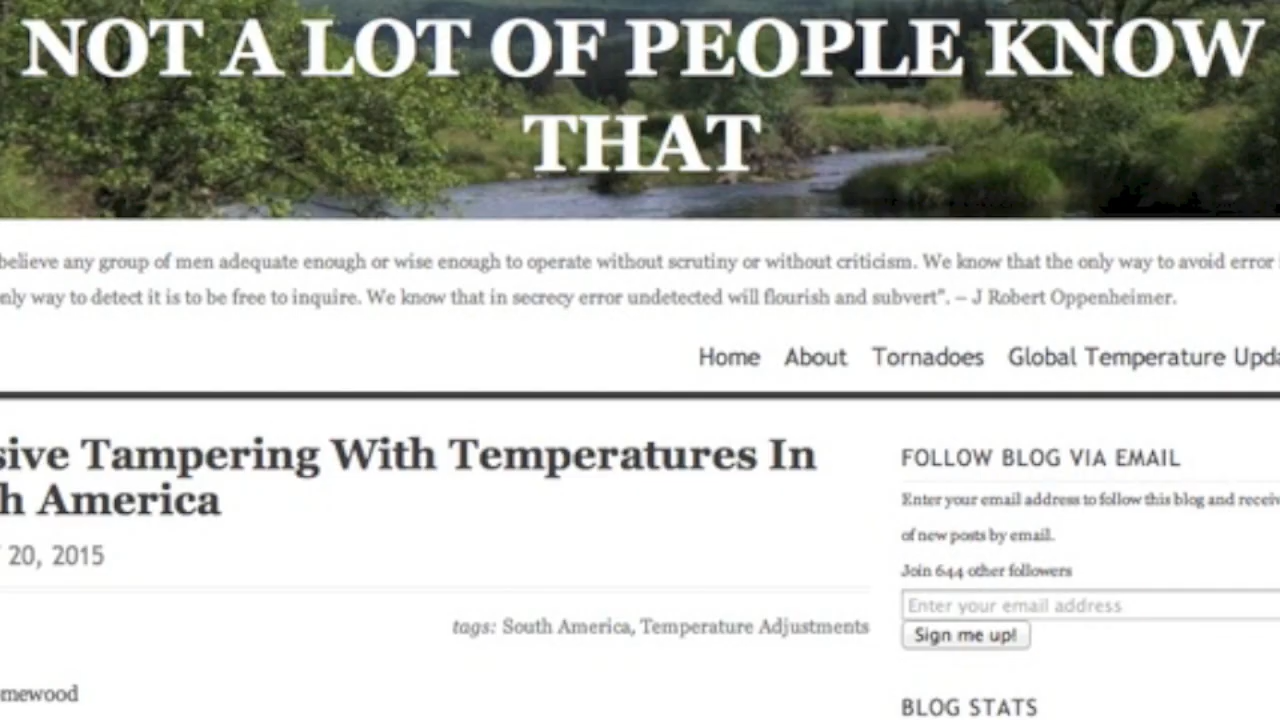 NOT A LOT OF PEOPLE KNOW
THAT
believe any group of men adequate enough or wise enough to operate without scrutiny or without criticism. We know that the only way to avoid error
nly way to detect it is to be free to inquire. We know that in secrecy error undetected will flourish and subvert". – J Robert Oppenheimer.
Home About Tornadoes Global Temperature Upda
sive Tampering With Temperatures In
h America
20, 2015
tags: South America, Temperature Adjustments
mewood
FOLLOW BLOG VIA EMAIL
Enter your email address to follow this blog and receiv
of new posts by email.
Join 644 other followers
Enter your email address
Sign me up!
BLOG STATS